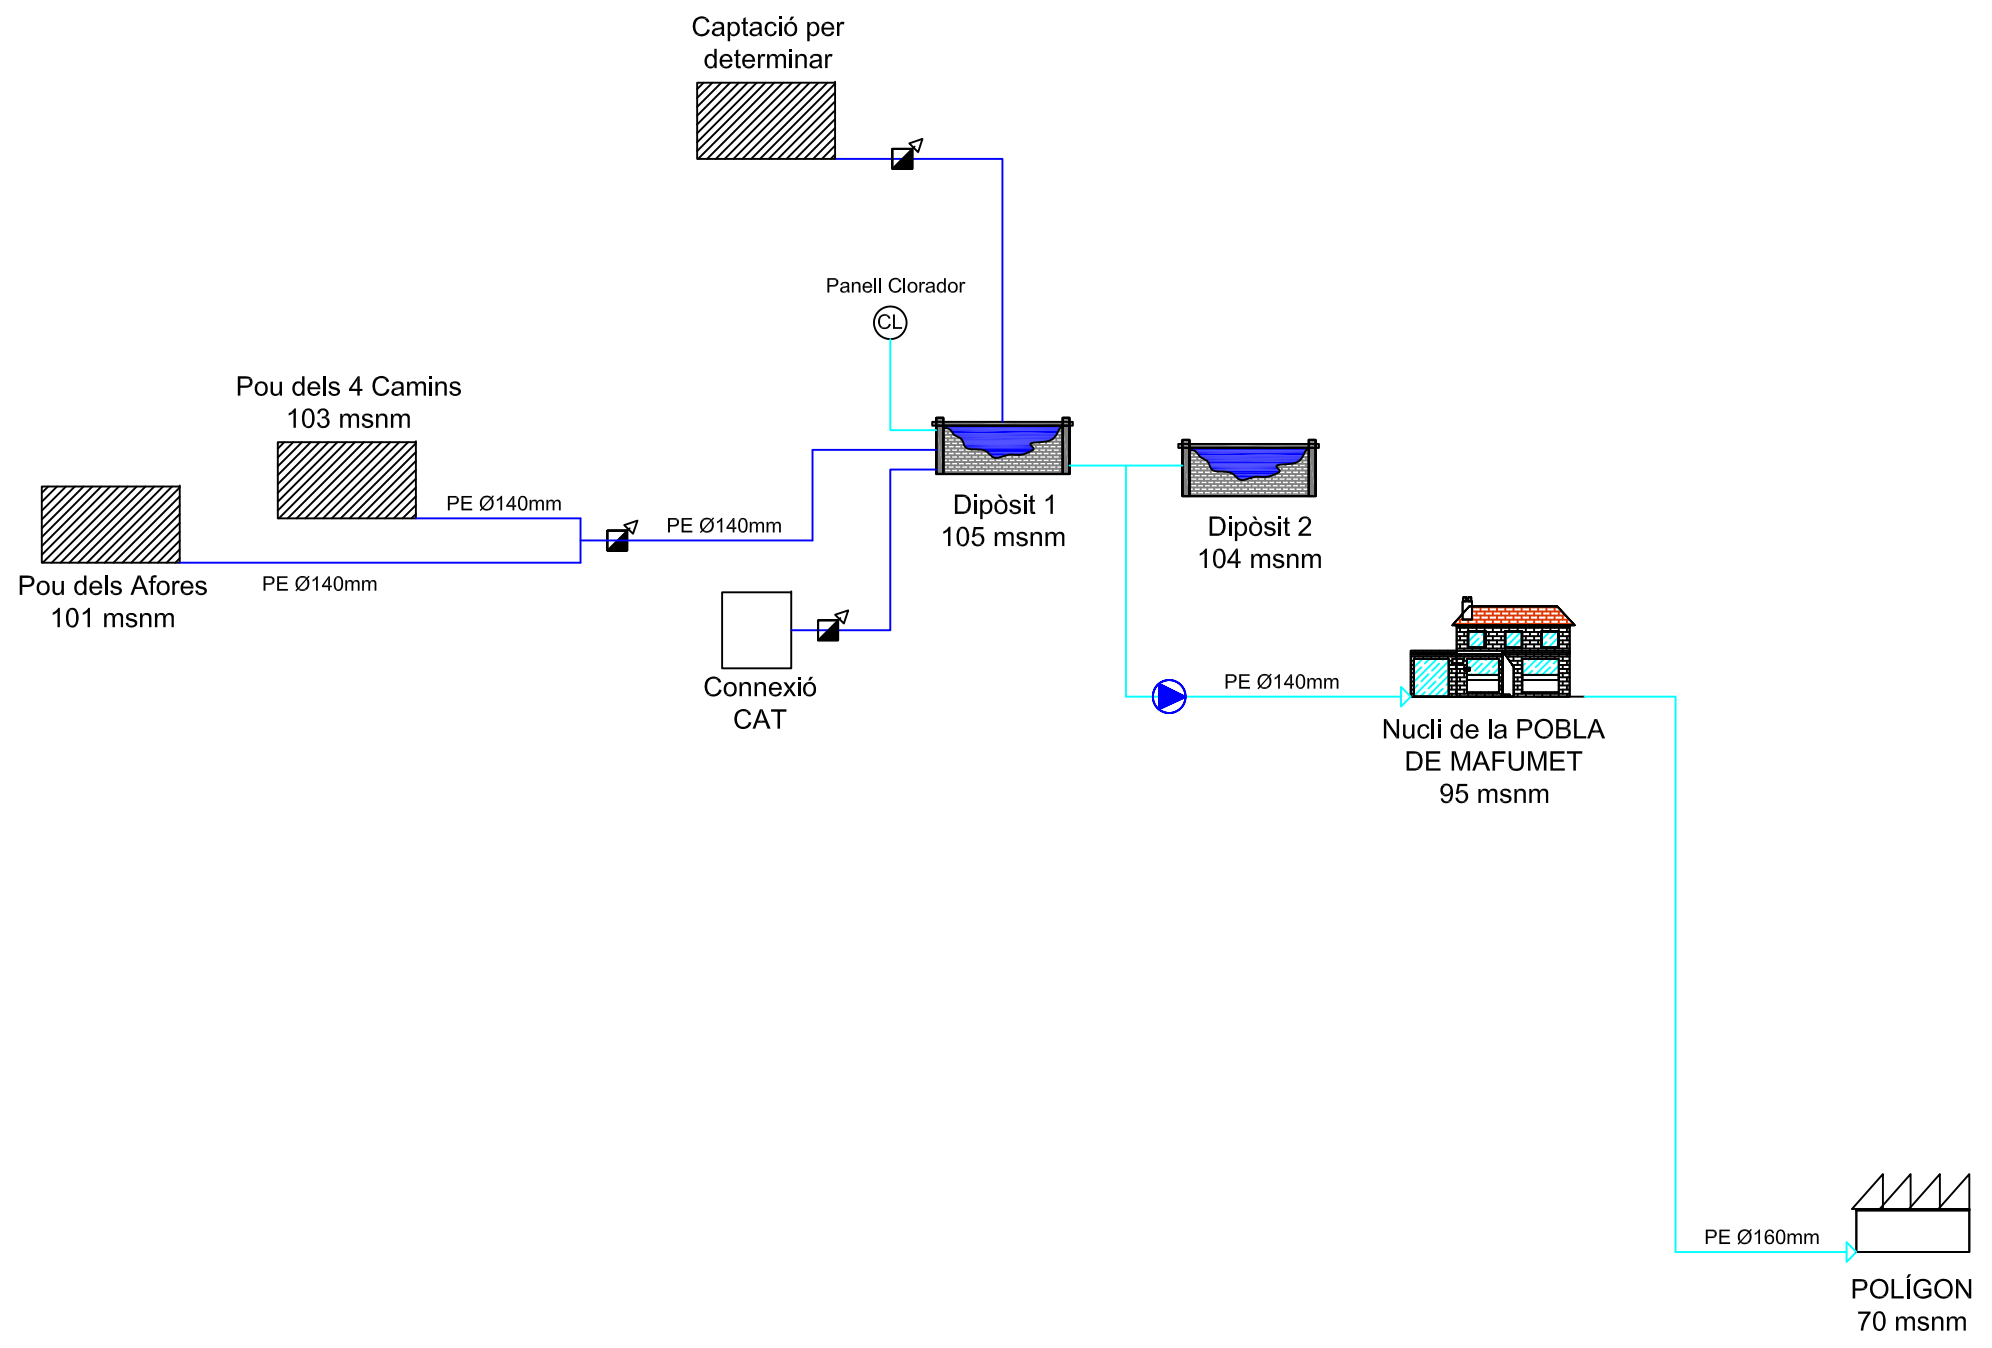 Captació per
determinar
Panell Clorador
CL
Pou dels 4 Camins
103 msnm
PE Ø140mm
PE Ø140mm
Pou dels Afores
101 msnm
PE Ø140mm
Dipòsit 1
105 msnm
Dipòsit 2
104 msnm
Connexió
CAT
PE Ø140mm
Nucli de la POBLA
DE MAFUMET
95 msnm
PE Ø160mm
POLÍGON
70 msnm